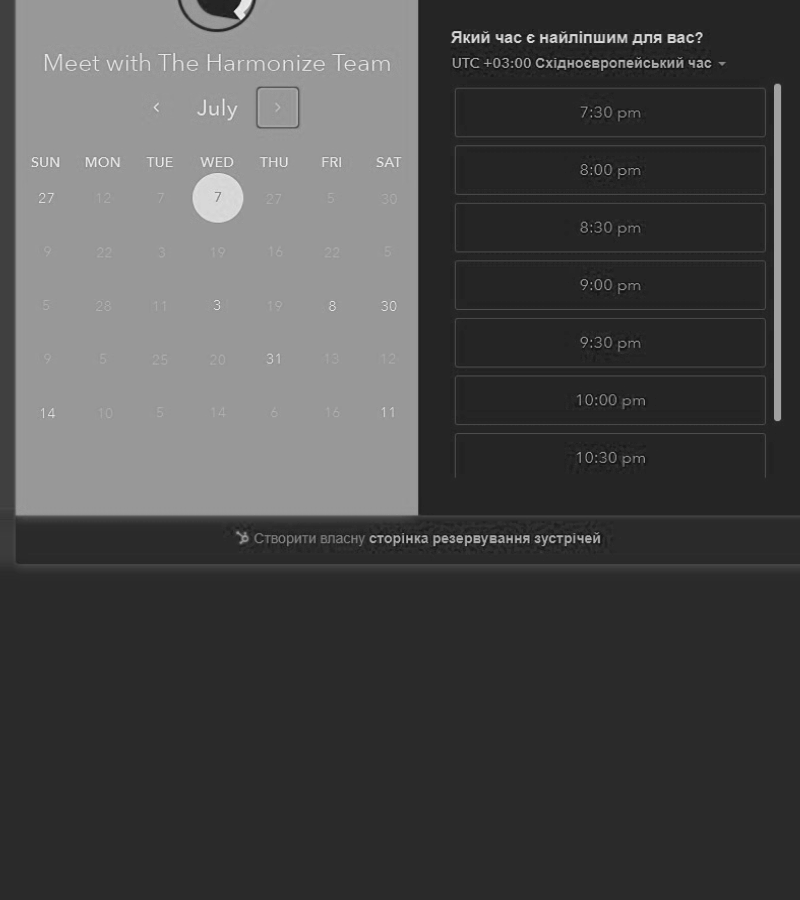 Meet with The Harmonize Team
July
SUN MON TUE WED THU FRI SAT
27 12 7 7 27 5 30
9 22 3 19 16 22 5
5 28 11 3 19 8 30
9 5 25 20 31 13 12
14 10 5 14 6 16 11
Який час є найліпшим для вас?
UTC +03:00 Східноєвропейський час
7:30 pm
8:00 pm
8:30 pm
9:00 pm
9:30 pm
10:00 pm
10:30 pm
Створити власну сторінка резервування зустрічей